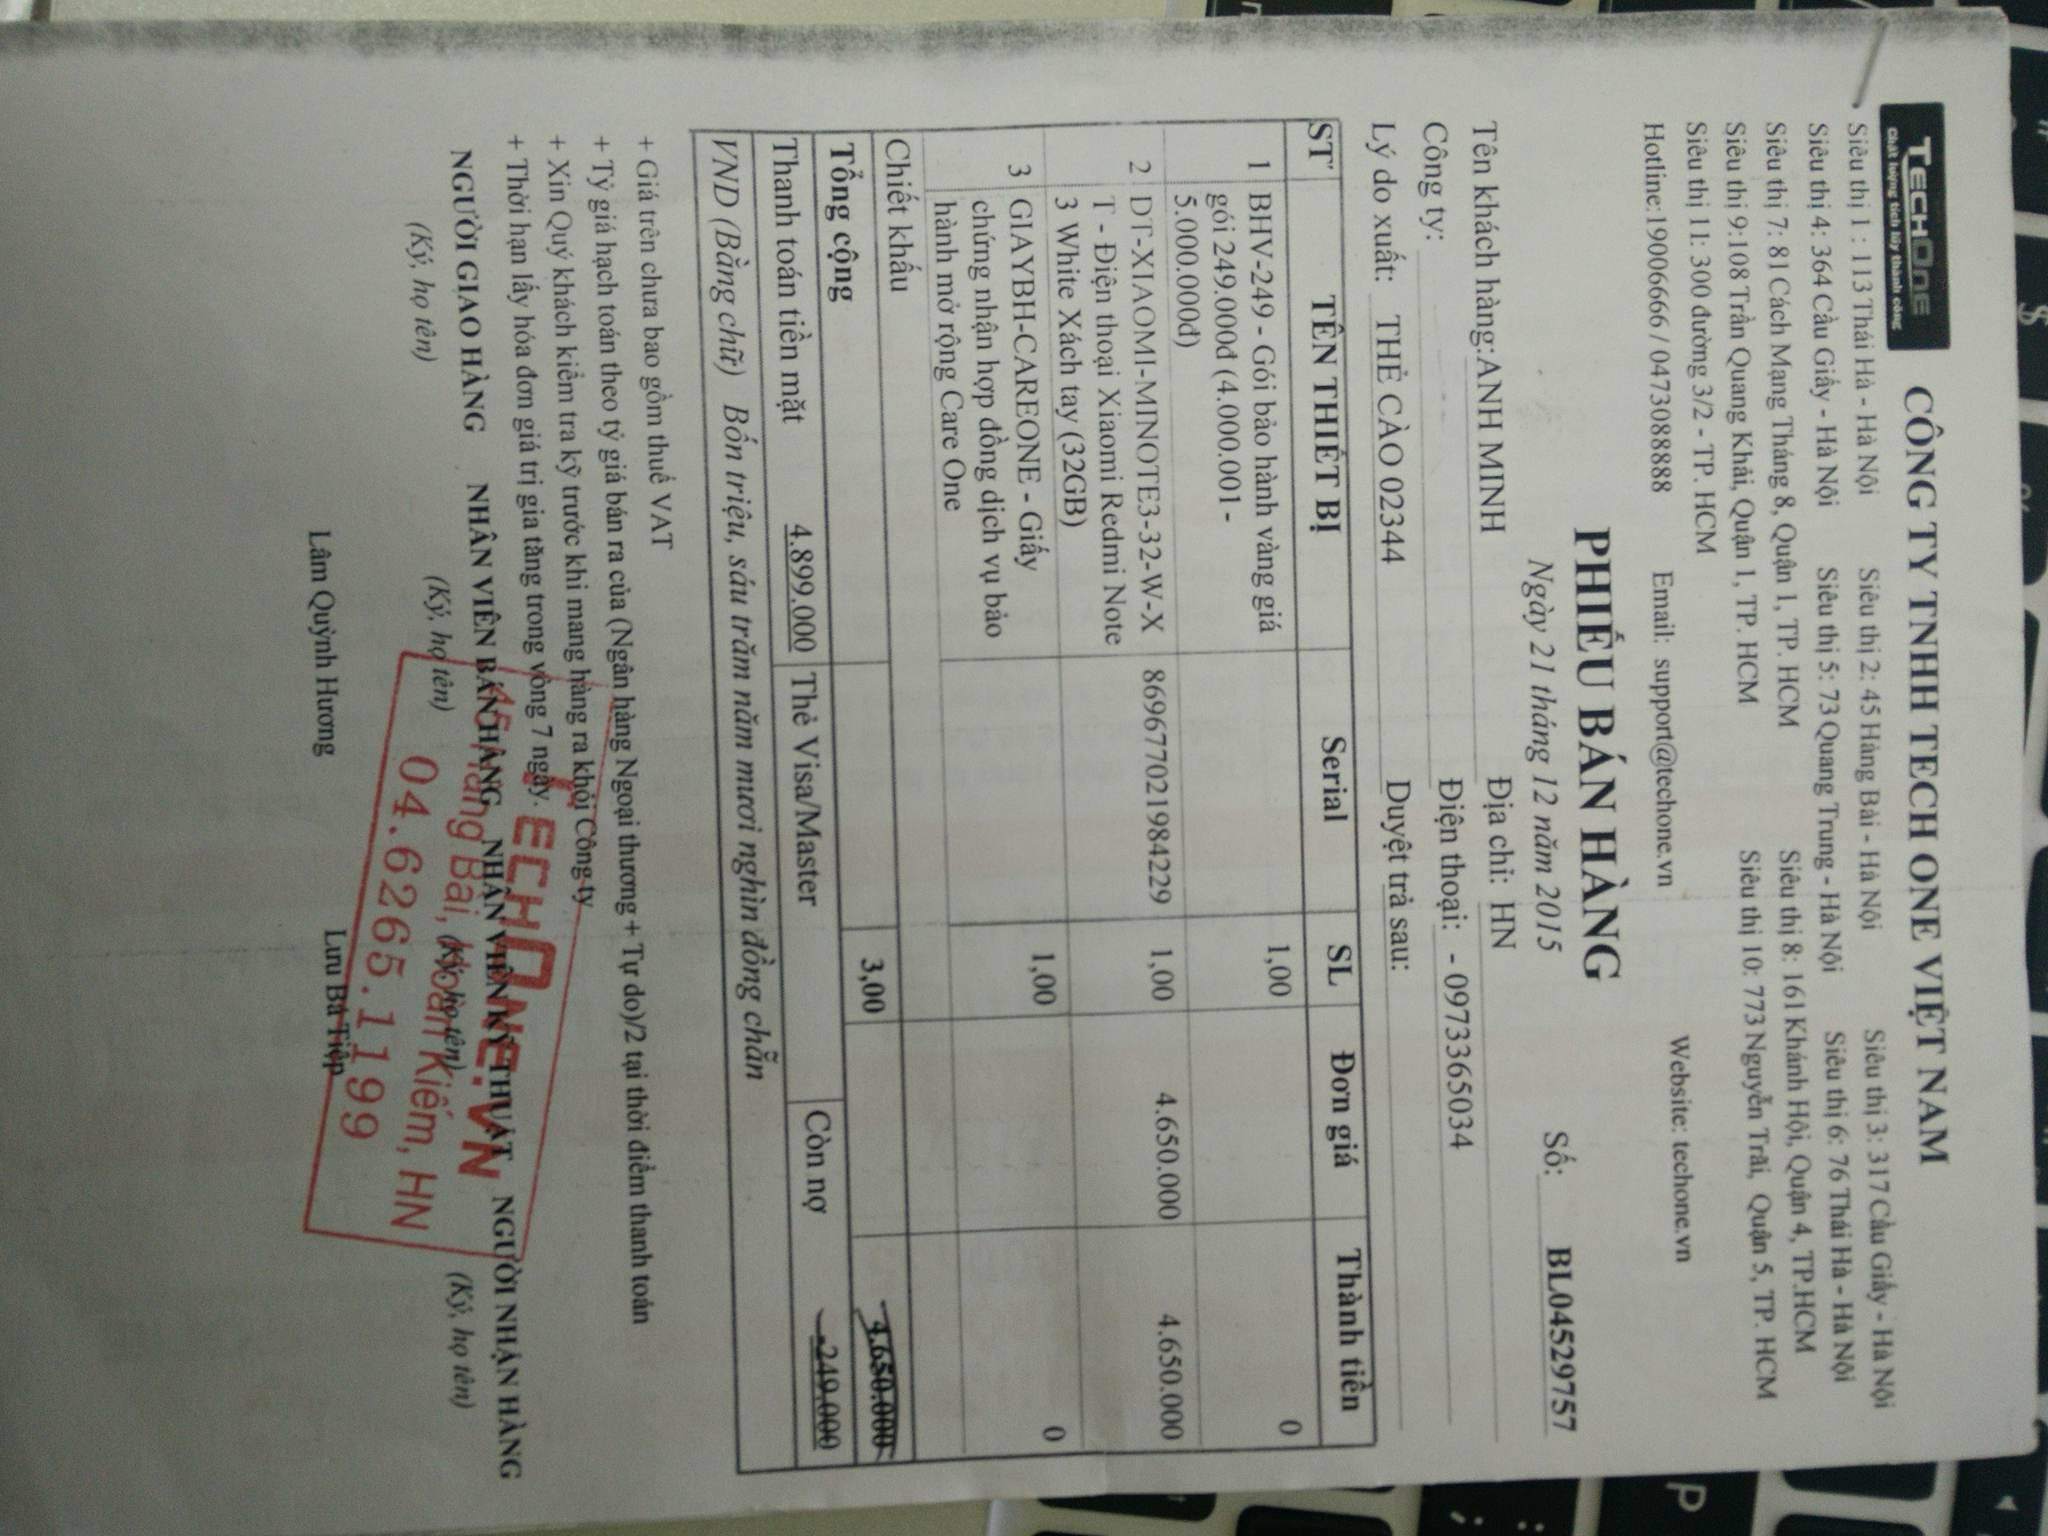 TECHONE
Chất lượng tích lũy thành công
CÔNG TY TNHH TECH ONE VIỆT NAM
Siêu thị 1 : 113 Thái Hà - Hà Nội Siêu thị 2: 45 Hàng Bài - Hà Nội Siêu thị 3: 317 Cầu Giấy - Hà Nội
Siêu thị 4: 364 Cầu Giấy - Hà Nội Siêu thị 5: 73 Quang Trung - Hà Nội Siêu thị 6: 76 Thái Hà - Hà Nội
Siêu thị 7: 81 Cách Mạng Tháng 8, Quận 1, TP. HCM Siêu thị 8: 161 Khánh Hội, Quận 4, TP.HCM
Siêu thị 9:108 Trần Quang Khải, Quận 1, TP. HCM Siêu thị 10: 773 Nguyễn Trãi, Quận 5, TP. HCM
Siêu thị 11: 300 đường 3/2 - TP. HCM
Hotline:19006666 / 0473088888 Email: support@techone.vn Website: techone.vn
PHIẾU BÁN HÀNG
Ngày 21 tháng 12 năm 2015 Số: BL04529757
Tên khách hàng:ANH MINH Địa chỉ: HN
Công ty: Điện thoại: - 0973365034
Lý do xuất: THẺ CÀO 02344 Duyệt trả sau:
ST TÊN THIẾT BỊ Serial SL Đơn giá Thành tiền
1 BHV-249 - Gói bảo hành vàng giá 1,00 0
gói 249.000đ (4.000.001 -
5.000.000đ)
2 DT-XIAOMI-MINOTE3-32-W-X 869677021984229 1,00 4.650.000 4.650.000
T - Điện thoại Xiaomi Redmi Note
3 White Xách tay (32GB)
3 GIAYBH-CAREONE - Giấy 1,00 0
chứng nhận hợp đồng dịch vụ bảo
hành mở rộng Care One
Chiết khấu
Tổng cộng 3,00 4.650.000
Thanh toán tiền mặt 4.899.000 Thẻ Visa/Master Còn nợ -249.000
VND (Bằng chữ) Bốn triệu, sáu trăm năm mươi nghìn đồng chẵn
+ Giá trên chưa bao gồm thuế VAT
+ Tỷ giá hạch toán theo tỷ giá bán ra của (Ngân hàng Ngoại thương + Tự do)/2 tại thời điểm thanh toán
+ Xin Quý khách kiểm tra kỹ trước khi mang hàng ra khỏi Công ty
+ Thời hạn lấy hóa đơn giá trị gia tăng trong vòng 7 ngày.
NGƯỜI GIAO HÀNG NHÂN VIÊN BÁN HÀNG NHÂN VIÊN KỸ THUẬT NGƯỜI NHẬN HÀNG
(Ký, họ tên) (Ký, họ tên) (Ký, họ tên) (Ký, họ tên)
TECHONE.VN
45 Hàng Bài, Hoàn Kiếm, HN
04.6265.1199
Lâm Quỳnh Hương Lưu Bá Tiệp